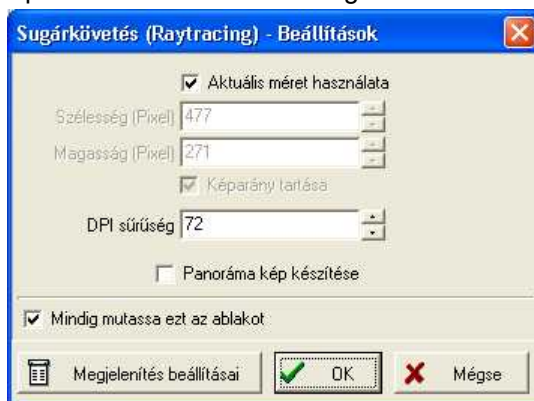 Sugárkövetés (Raytracing) - Beállítások
Aktuális méret használata
Szélesség (Pixel) 477
Magasság (Pixel) 271
Képarány tartása
DPI sűrűség 72
Panoráma kép készítése
Mindig mutassa ezt az ablakot
Megjelenítés beállításai OK Mégse